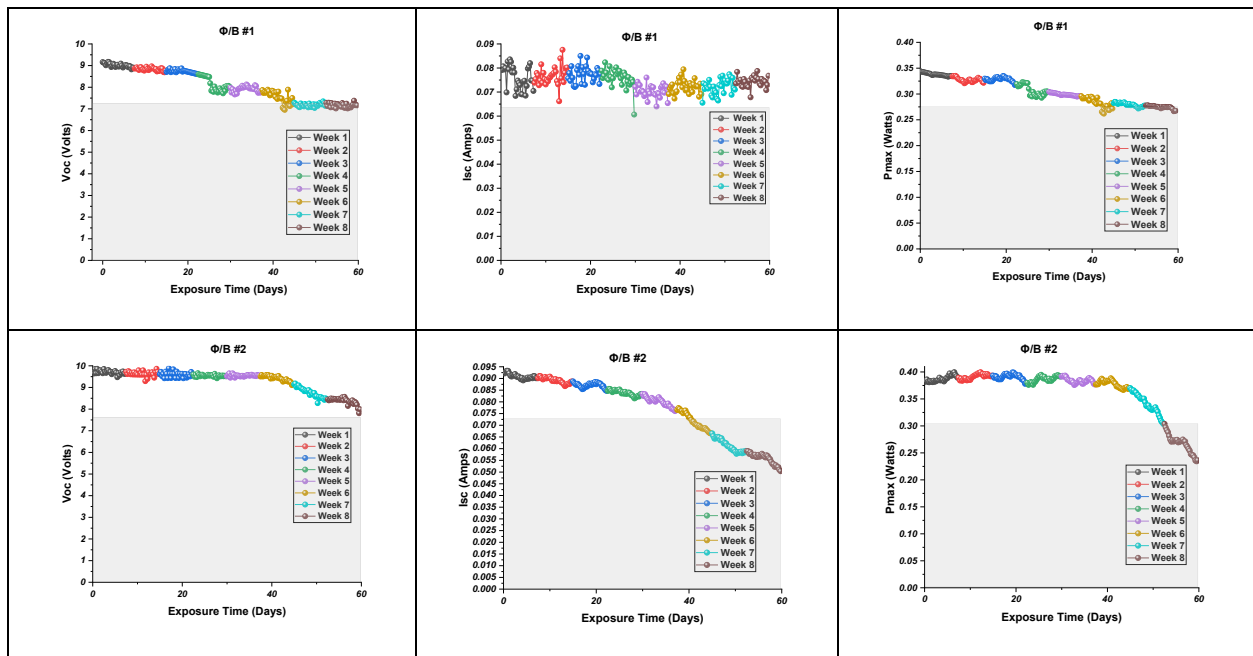 Φ/B #1
Voc (Volts)
10
9
8
7
6
5
4
3
2
1
0
Week 1
Week 2
Week 3
Week 4
Week 5
Week 6
Week 7
Week 8
0 20 40 60
Exposure Time (Days)
Φ/B #1
Isc (Amps)
0.09
0.08
0.07
0.06
0.05
0.04
0.03
0.02
0.01
0.00
Week 1
Week 2
Week 3
Week 4
Week 5
Week 6
Week 7
Week 8
0 20 40 60
Exposure Time (Days)
Φ/B #1
Pmax (Watts)
0.40
0.35
0.30
0.25
0.20
0.15
0.10
0.05
0.00
Week 1
Week 2
Week 3
Week 4
Week 5
Week 6
Week 7
Week 8
0 20 40 60
Exposure Time (Days)
Φ/B #2
Voc (Volts)
10
9
8
7
6
5
4
3
2
1
0
Week 1
Week 2
Week 3
Week 4
Week 5
Week 6
Week 7
Week 8
0 20 40 60
Exposure Time (Days)
Φ/B #2
Isc (Amps)
0.095
0.090
0.085
0.080
0.075
0.070
0.065
0.060
0.055
0.050
0.045
0.040
0.035
0.030
0.025
0.020
0.015
0.010
0.005
0.000
Week 1
Week 2
Week 3
Week 4
Week 5
Week 6
Week 7
Week 8
0 20 40 60
Exposure Time (Days)
Φ/B #2
Pmax (Watts)
0.40
0.35
0.30
0.25
0.20
0.15
0.10
0.05
0.00
Week 1
Week 2
Week 3
Week 4
Week 5
Week 6
Week 7
Week 8
0 20 40 60
Exposure Time (Days)